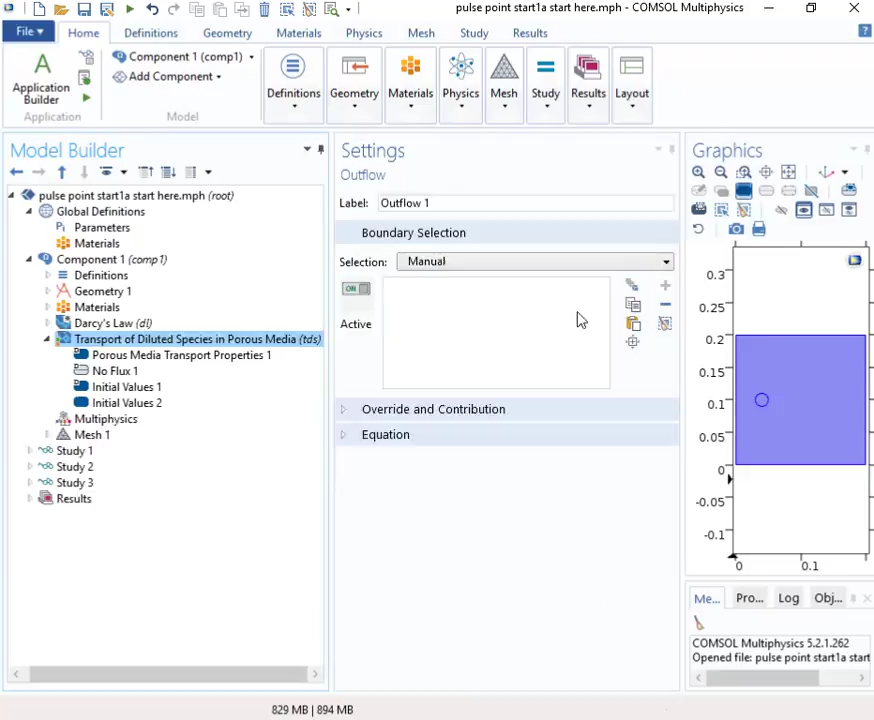 pulse point start1a start here.mph - COMSOL Multiphysics
File Home Definitions Geometry Materials Physics Mesh Study Results
Application Builder
Application
Component 1 (comp1)
Add Component
Model
Definitions
Geometry
Materials
Physics
Mesh
Study
Results
Layout
Model Builder
pulse point start1a start here.mph (root)
Global Definitions
Parameters
Materials
Component 1 (comp1)
Definitions
Geometry 1
Materials
Darcy's Law (dl)
Transport of Diluted Species in Porous Media (tds)
Porous Media Transport Properties 1
No Flux 1
Initial Values 1
Initial Values 2
Multiphysics
Mesh 1
Study 1
Study 2
Study 3
Results
Settings
Outflow
Label: Outflow 1
Boundary Selection
Selection: Manual
ON
Active
Override and Contribution
Equation
Graphics
0.3
0.25
0.2
0.15
0.1
0.05
0
-0.05
-0.1
0 0.1
Me... Pro... Log Obj...
COMSOL Multiphysics 5.2.1.262
Opened file: pulse point start1a start
829 MB | 894 MB